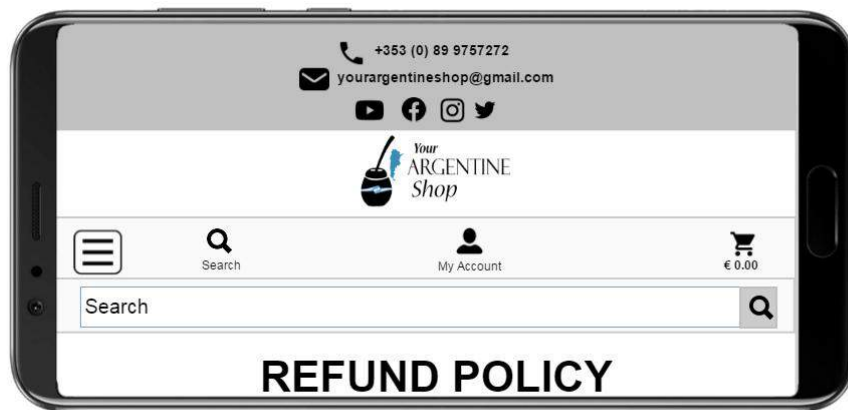 +353 (0) 89 9757272
yourargentineshop@gmail.com
Your
ARGENTINE
Shop
Search
My Account
€ 0.00
Search
REFUND POLICY